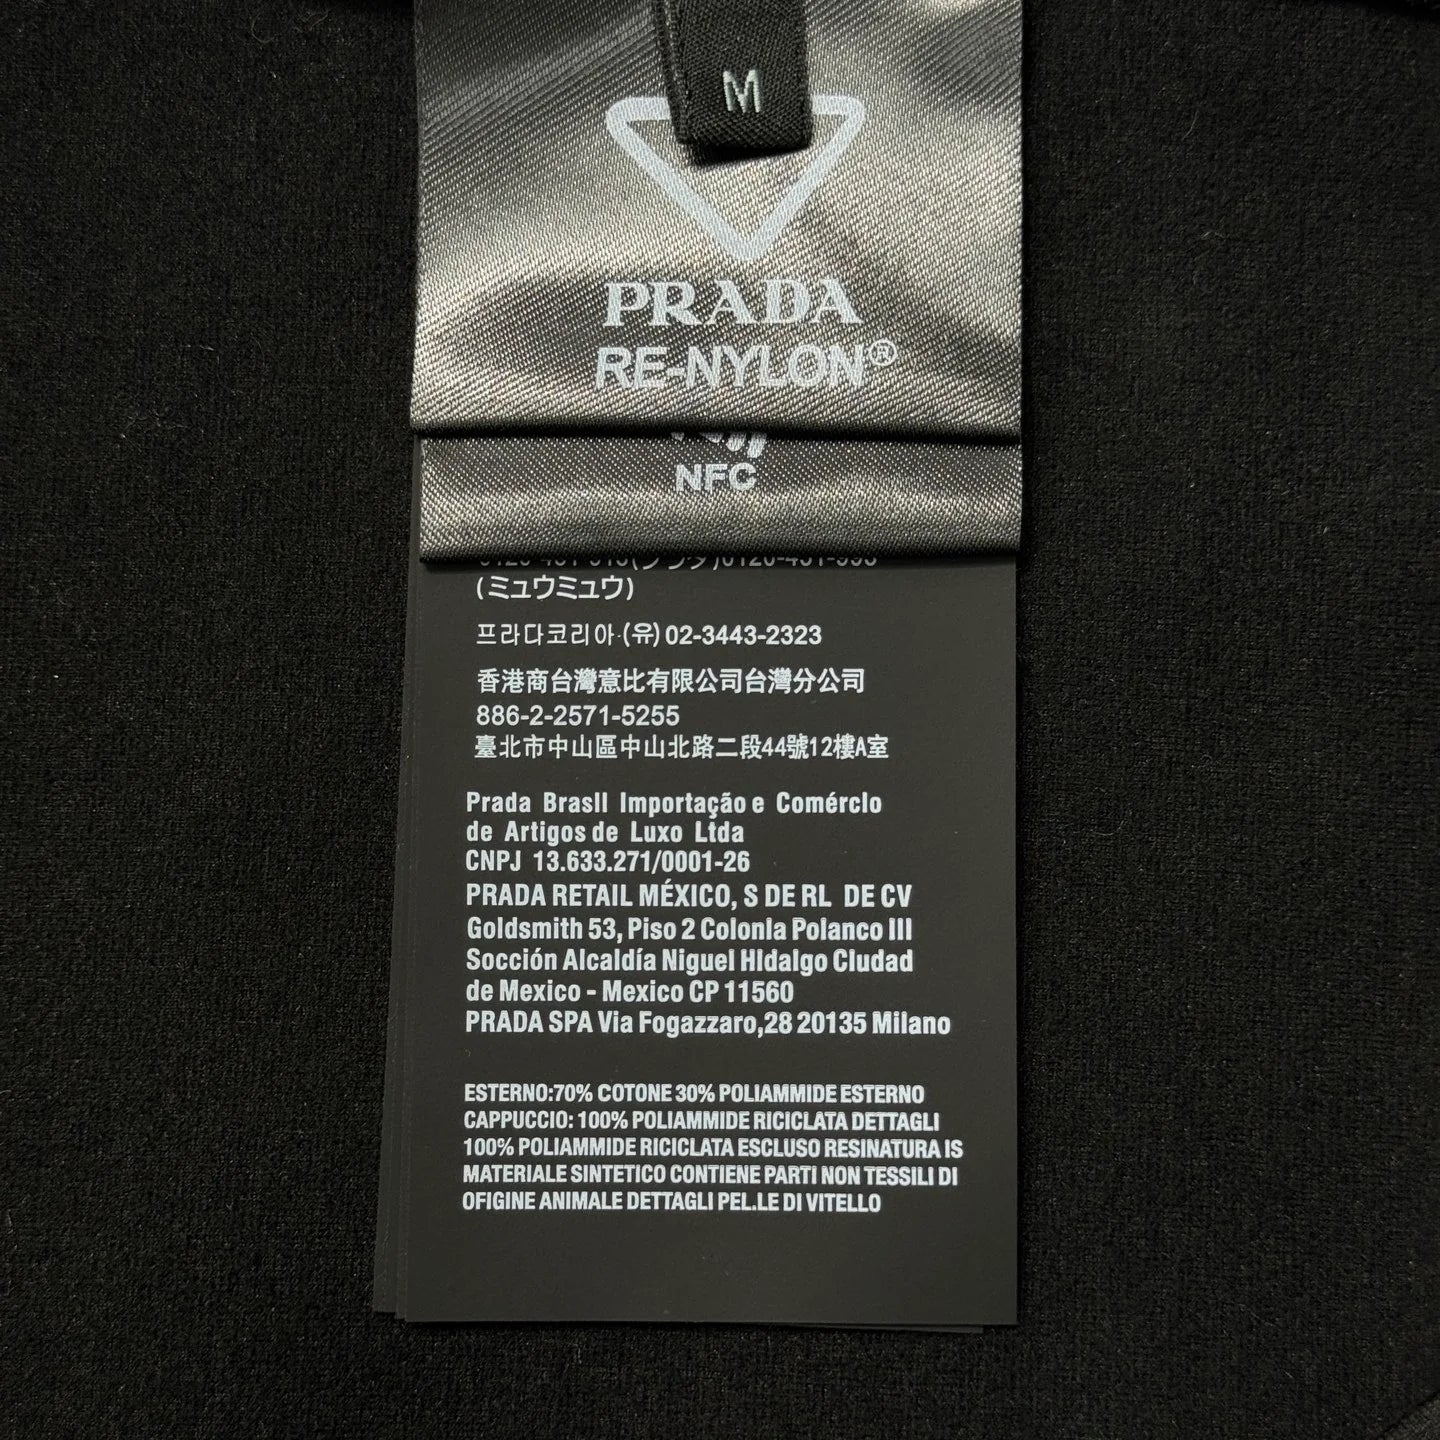 M
PRADA
RE-NYLON®
NFC
(ミュウミュウ)
프라다코리아·(유) 02-3443-2323
香港商台灣意比有限公司台灣分公司
886-2-2571-5255
臺北市中山區中山北路二段44號12樓A室
Prada Brasll Importação e Comérclo
de Artigos de Luxo Ltda
CNPJ 13.633.271/0001-26
PRADA RETAIL MÉXICO, S DE RL DE CV
Goldsmith 53, Piso 2 Colonla Polanco III
Socción Alcaldía Niguel Hldalgo Cludad
de Mexico - Mexico CP 11560
PRADA SPA Via Fogazzaro,28 20135 Milano
ESTERNO:70% COTONE 30% POLIAMMIDE ESTERNO
CAPPUCCIO: 100% POLIAMMIDE RICICLATA DETTAGLI
100% POLIAMMIDE RICICLATA ESCLUSO RESINATURA IS
MATERIALE SINTETICO CONTIENE PARTI NON TESSILI DI
OFIGINE ANIMALE DETTAGLI PEL.LE DI VITELLO